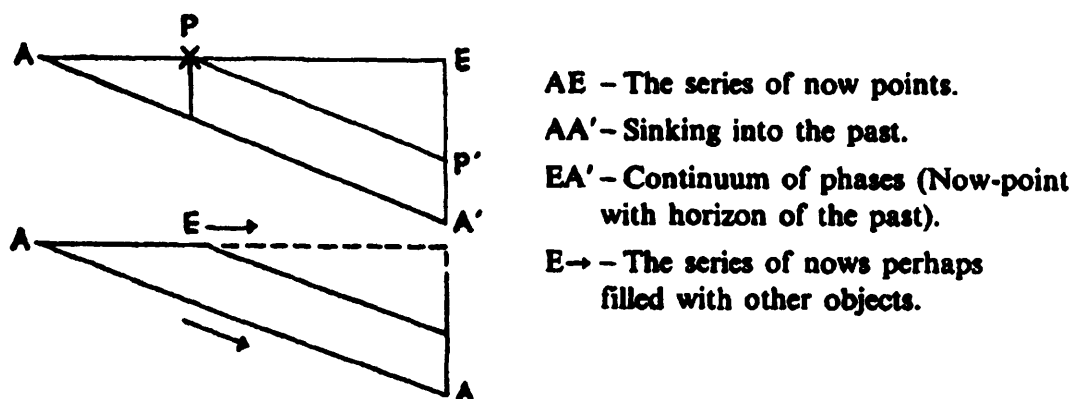 P
A
E
P′
A′
A
E →
A
AE – The series of now points.
AA′ – Sinking into the past.
EA′ – Continuum of phases (Now-point
with horizon of the past).
E→ – The series of nows perhaps
filled with other objects.